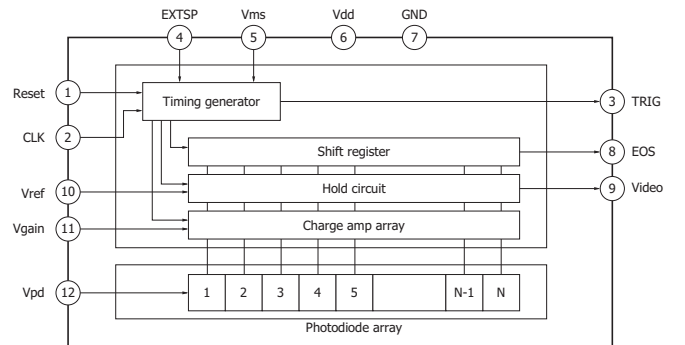 EXTSP Vms Vdd GND
4 5 6 7
Reset 1
Timing generator
3 TRIG
CLK 2
Shift register
8 EOS
Vref 10
Hold circuit
9 Video
Vgain 11
Charge amp array
Vpd 12
1 2 3 4 5 N-1 N
Photodiode array